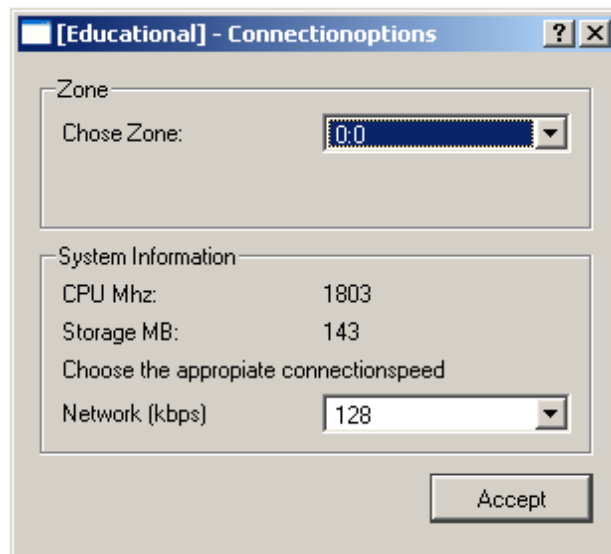 [Educational] - Connectionoptions
Zone
Chose Zone: 0:0
System Information
CPU Mhz: 1803
Storage MB: 143
Choose the appropiate connectionspeed
Network (kbps) 128
Accept